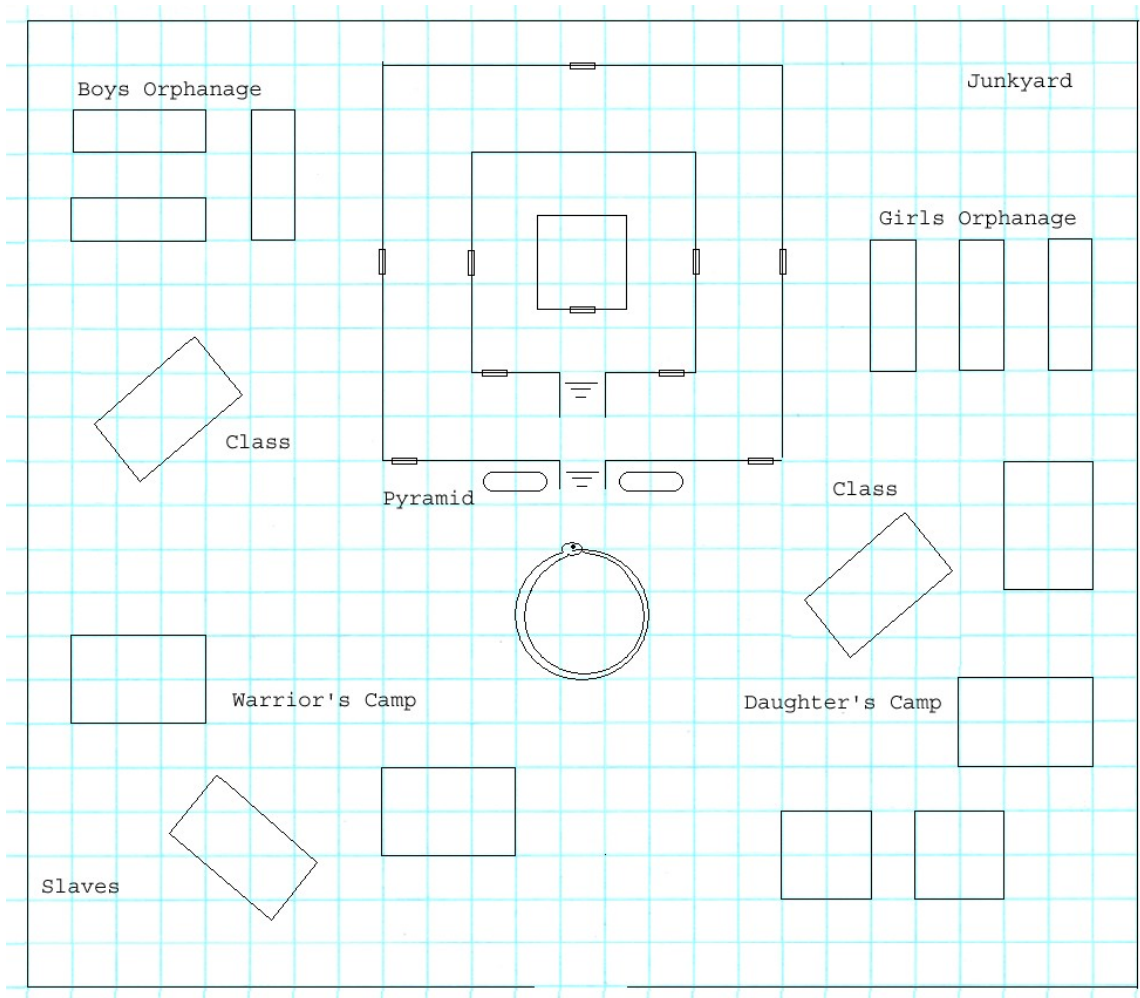 Junkyard
Boys Orphanage
Girls Orphanage
Class
Class
Pyramid
Warrior's Camp
Daughter's Camp
Slaves